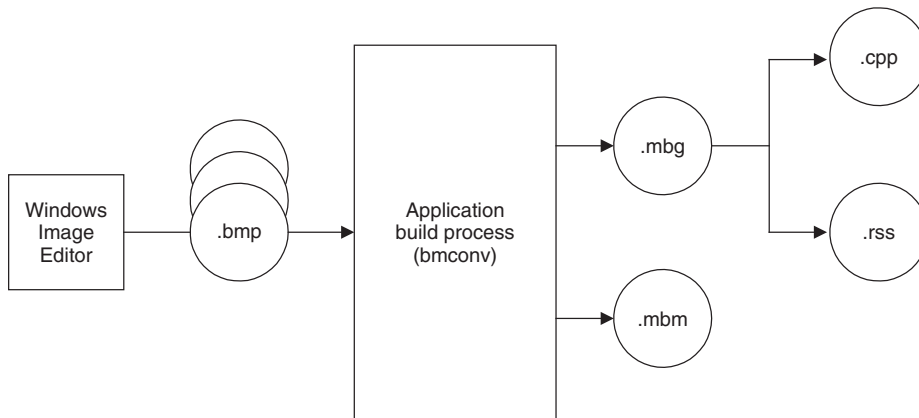 Windows
Image
Editor
.bmp
Application
build process
(bmconv)
.mbg
.mbm
.cpp
.rss